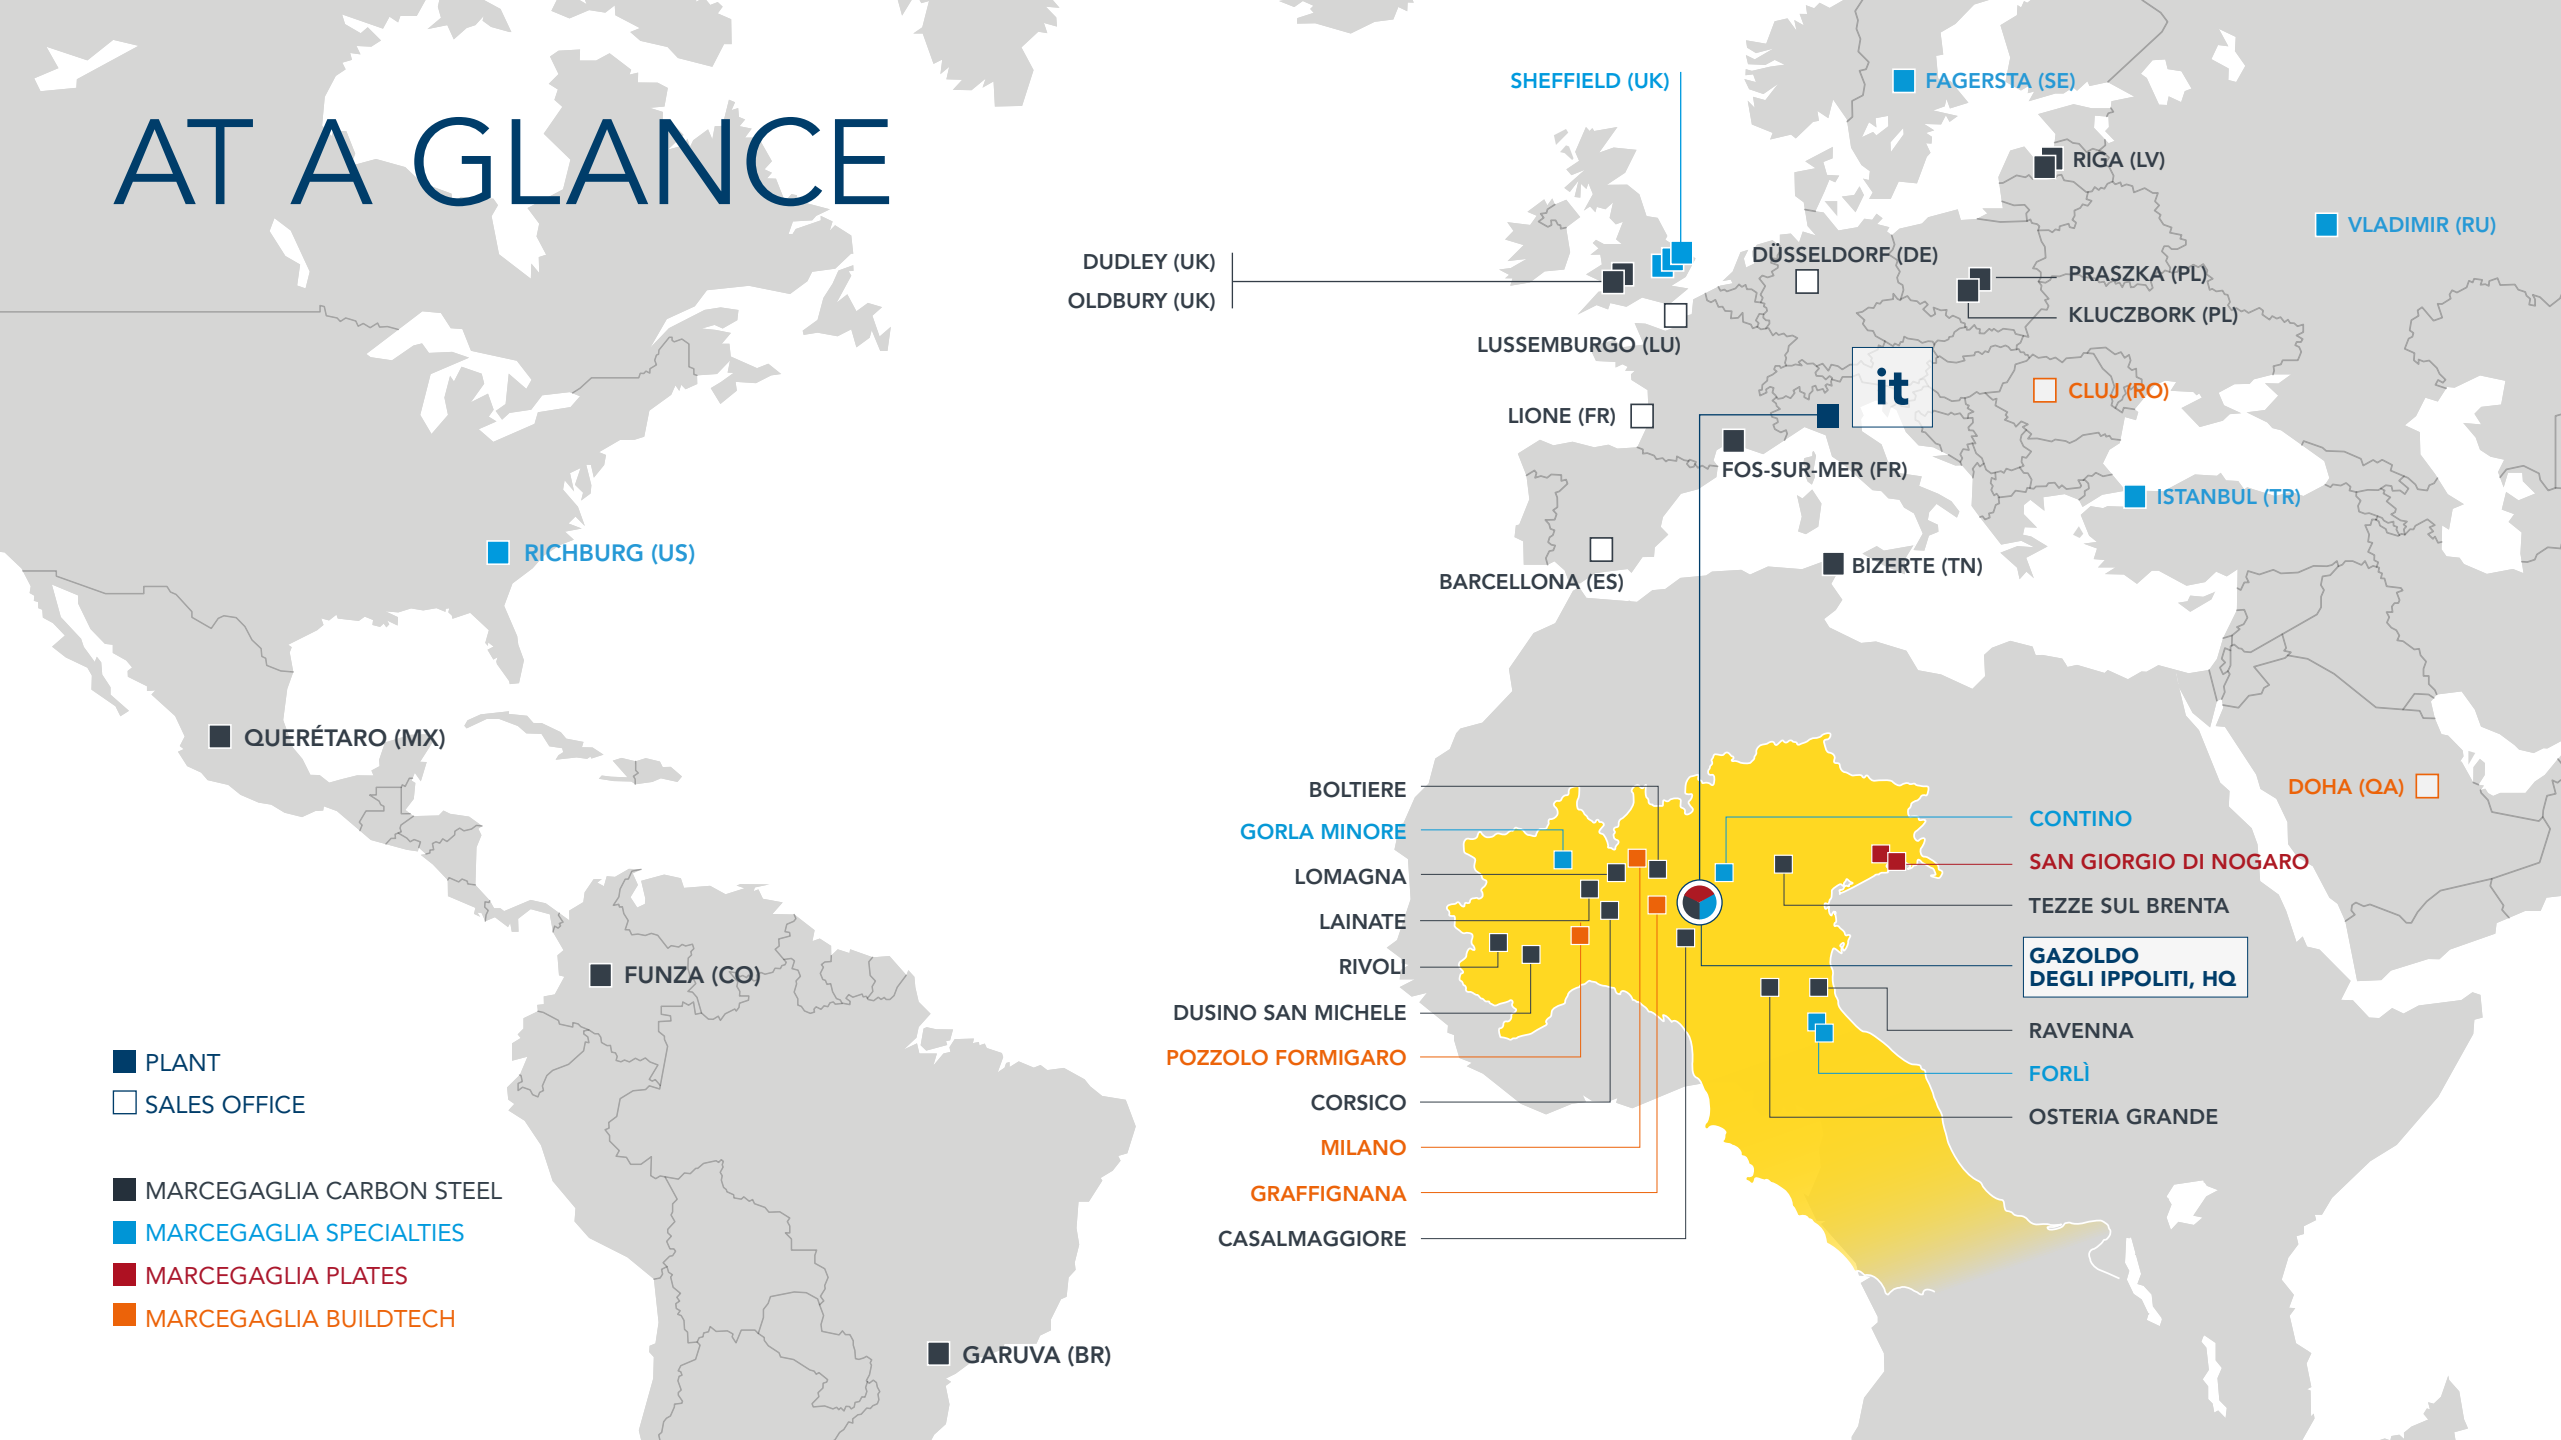 AT A GLANCE
SHEFFIELD (UK)
FAGERSTA (SE)
RIGA (LV)
VLADIMIR (RU)
DUDLEY (UK)
OLDBURY (UK)
DÜSSELDORF (DE)
PRASZKA (PL)
KLUCZBORK (PL)
LUSSEMBURGO (LU)
it
CLUJ (RO)
LIONE (FR)
FOS-SUR-MER (FR)
ISTANBUL (TR)
RICHBURG (US)
BARCELLONA (ES)
BIZERTE (TN)
QUERÉTARO (MX)
DOHA (QA)
BOLTIERE
GORLA MINORE
LOMAGNA
LAINATE
RIVOLI
DUSINO SAN MICHELE
POZZOLO FORMIGARO
CORSICO
MILANO
GRAFFIGNANA
CASALMAGGIORE
CONTINO
SAN GIORGIO DI NOGARO
TEZZE SUL BRENTA
GAZOLDO
DEGLI IPPOLITI, HQ
RAVENNA
FORLÌ
OSTERIA GRANDE
FUNZA (CO)
GARUVA (BR)
PLANT
SALES OFFICE
MARCEGAGLIA CARBON STEEL
MARCEGAGLIA SPECIALTIES
MARCEGAGLIA PLATES
MARCEGAGLIA BUILDTECH